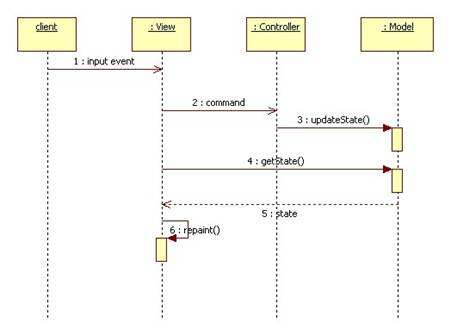 client
: View
: Controller
: Model
1 : input event
2 : command
3 : updateState()
4 : getState()
5 : state
6 : repaint()